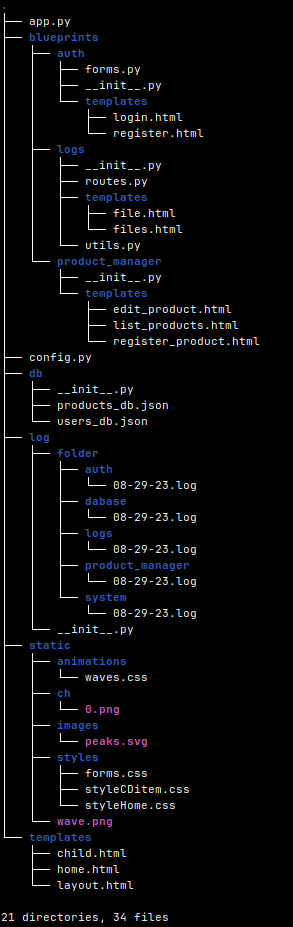 .
├── app.py
├── blueprints
│   ├── auth
│   │   ├── forms.py
│   │   ├── __init__.py
│   │   └── templates
│   │       ├── login.html
│   │       └── register.html
│   ├── logs
│   │   ├── __init__.py
│   │   ├── routes.py
│   │   ├── templates
│   │   │   ├── file.html
│   │   │   └── files.html
│   │   └── utils.py
│   └── product_manager
│       ├── __init__.py
│       └── templates
│           ├── edit_product.html
│           ├── list_products.html
│           └── register_product.html
├── config.py
├── db
│   ├── __init__.py
│   ├── products_db.json
│   └── users_db.json
├── log
│   ├── folder
│   │   ├── auth
│   │   │   └── 08-29-23.log
│   │   ├── dabase
│   │   │   └── 08-29-23.log
│   │   ├── logs
│   │   │   └── 08-29-23.log
│   │   ├── product_manager
│   │   │   └── 08-29-23.log
│   │   └── system
│   │       └── 08-29-23.log
│   └── __init__.py
├── static
│   ├── animations
│   │   └── waves.css
│   ├── ch
│   │   └── 0.png
│   ├── images
│   │   └── peaks.svg
│   ├── styles
│   │   ├── forms.css
│   │   ├── styleCDitem.css
│   │   └── styleHome.css
│   └── wave.png
└── templates
    ├── child.html
    ├── home.html
    └── layout.html

21 directories, 34 files